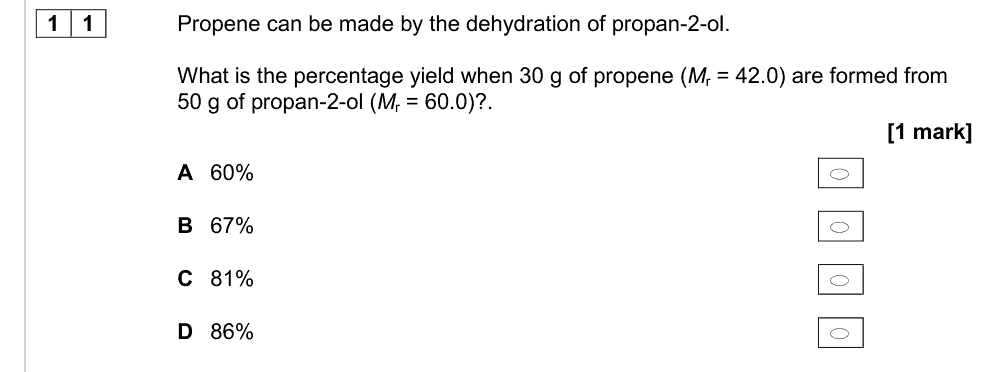 1 1 Propene can be made by the dehydration of propan-2-ol.
What is the percentage yield when 30 g of propene (Mr = 42.0) are formed from
50 g of propan-2-ol (Mr = 60.0)?.
[1 mark]
A 60%
B 67%
C 81%
D 86%